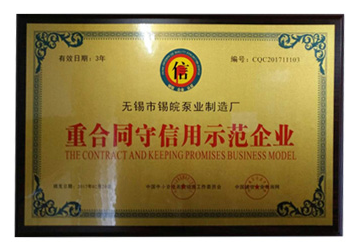 信
有效日期：3年
编号：CQC201711103
无锡市锡皖泵业制造厂
重合同守信用示范企业
THE CONTRACT AND KEEPING PROMISES BUSINESS MODEL